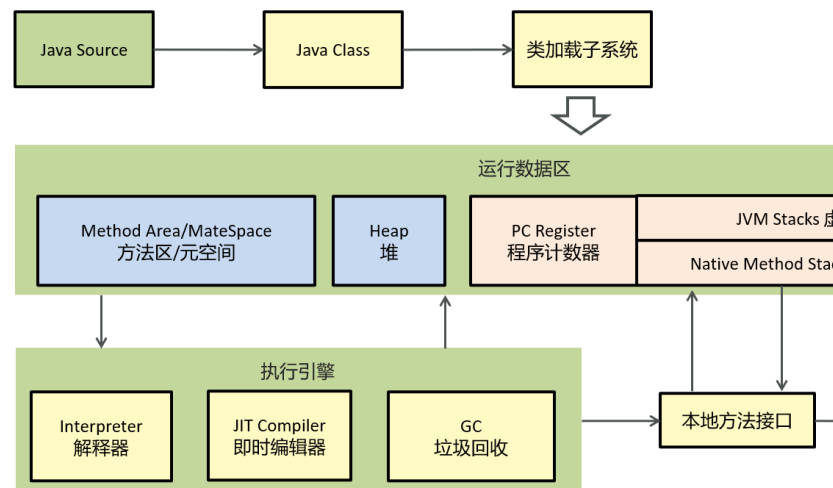 Java Source
Java Class
类加载子系统
运行数据区
Method Area/MateSpace
方法区/元空间
Heap
堆
PC Register
程序计数器
JVM Stacks
Native Method
执行引擎
Interpreter
解释器
JIT Compiler
即时编辑器
GC
垃圾回收
本地方法接口